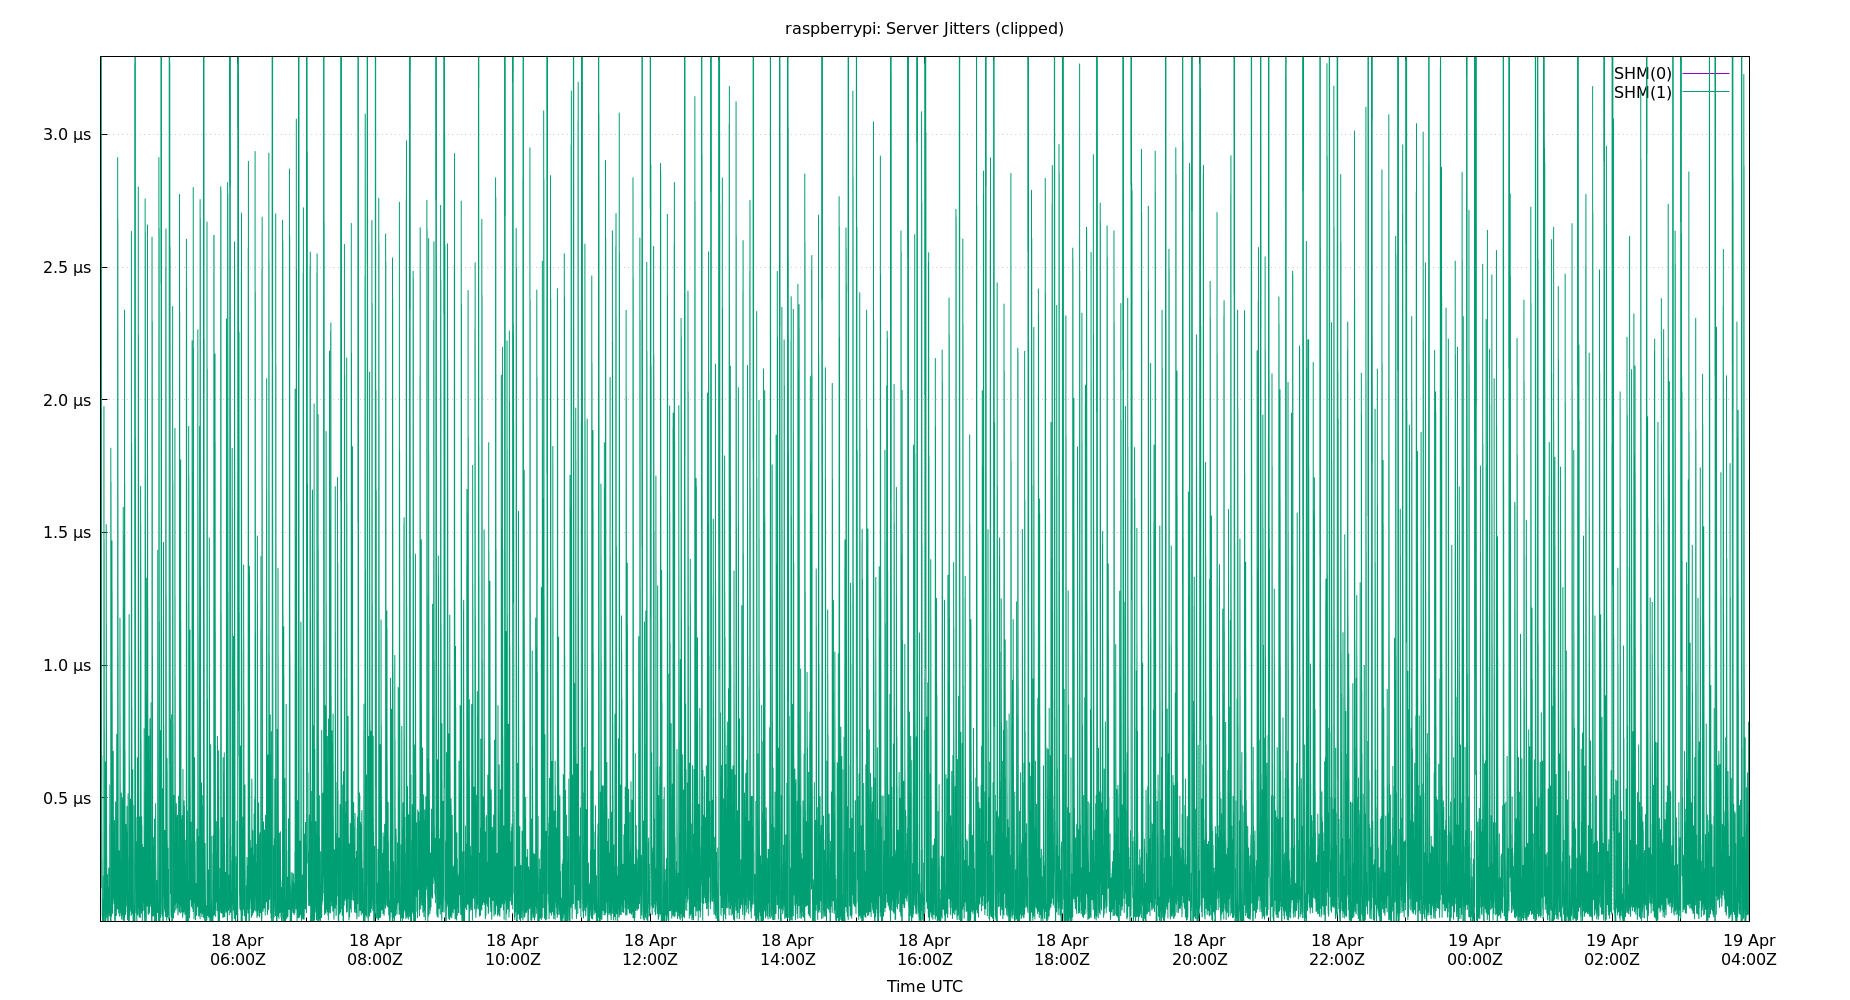 raspberrypi: Server Jitters (clipped)
SHM(0)
SHM(1)
3.0 µs
2.5 µs
2.0 µs
1.5 µs
1.0 µs
0.5 µs
18 Apr 18 Apr 18 Apr 18 Apr 18 Apr 18 Apr 18 Apr 18 Apr 18 Apr 19 Apr 19 Apr 19 Apr
06:00Z 08:00Z 10:00Z 12:00Z 14:00Z 16:00Z 18:00Z 20:00Z 22:00Z 00:00Z 02:00Z 04:00Z
Time UTC